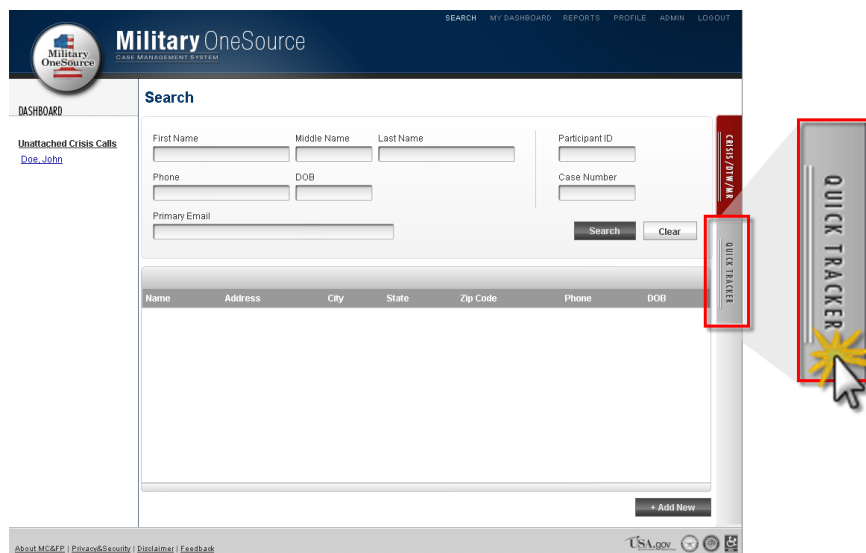 SEARCH MY DASHBOARD REPORTS PROFILE ADMIN LOGOUT
Military OneSource
Military OneSource
CASE MANAGEMENT SYSTEM
DASHBOARD
Search
Unattached Crisis Calls
Doe, John
First Name Middle Name Last Name Participant ID
Phone DOB Case Number
Primary Email
Search Clear
CRISIS/DTW/MR
QUICK TRACKER
QUICK TRACKER
Name Address City State Zip Code Phone DOB
+ Add New
About MC&FP | Privacy&Security | Disclaimer | Feedback
USA.gov